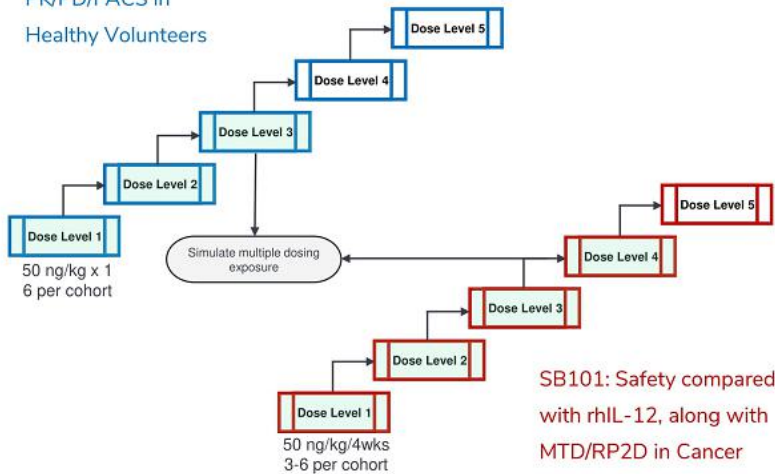 Healthy Volunteers
Dose Level 5
Dose Level 4
Dose Level 3
Dose Level 2
Dose Level 1
50 ng/kg x 1
6 per cohort
Simulate multiple dosing
exposure
Dose Level 5
Dose Level 4
Dose Level 3
Dose Level 2
Dose Level 1
50 ng/kg/4wks
3-6 per cohort
SB101: Safety compared
with rhIL-12, along with
MTD/RP2D in Cancer